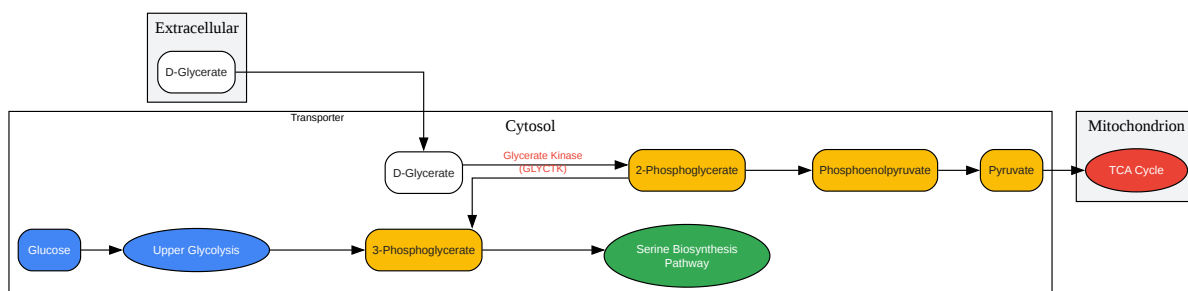 Extracellular
D-Glycerate
Transporter
Cytosol
Mitochondrion
D-Glycerate
Glycerate Kinase
(GLYCTK)
2-Phosphoglycerate
Phosphoenolpyruvate
Pyruvate
TCA Cycle
Glucose
Upper Glycolysis
3-Phosphoglycerate
Serine Biosynthesis
Pathway